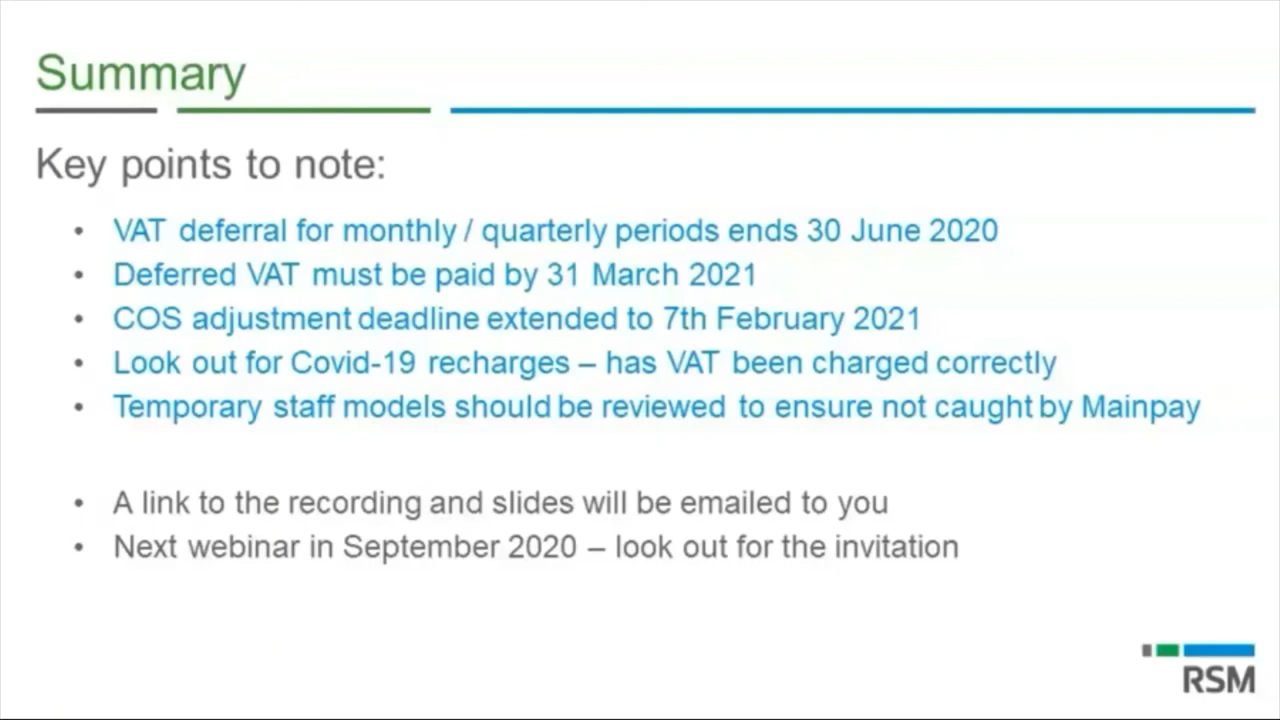 Summary
Key points to note:
• VAT deferral for monthly / quarterly periods ends 30 June 2020
• Deferred VAT must be paid by 31 March 2021
• COS adjustment deadline extended to 7th February 2021
• Look out for Covid-19 recharges – has VAT been charged correctly
• Temporary staff models should be reviewed to ensure not caught by Mainpay
• A link to the recording and slides will be emailed to you
• Next webinar in September 2020 – look out for the invitation
RSM